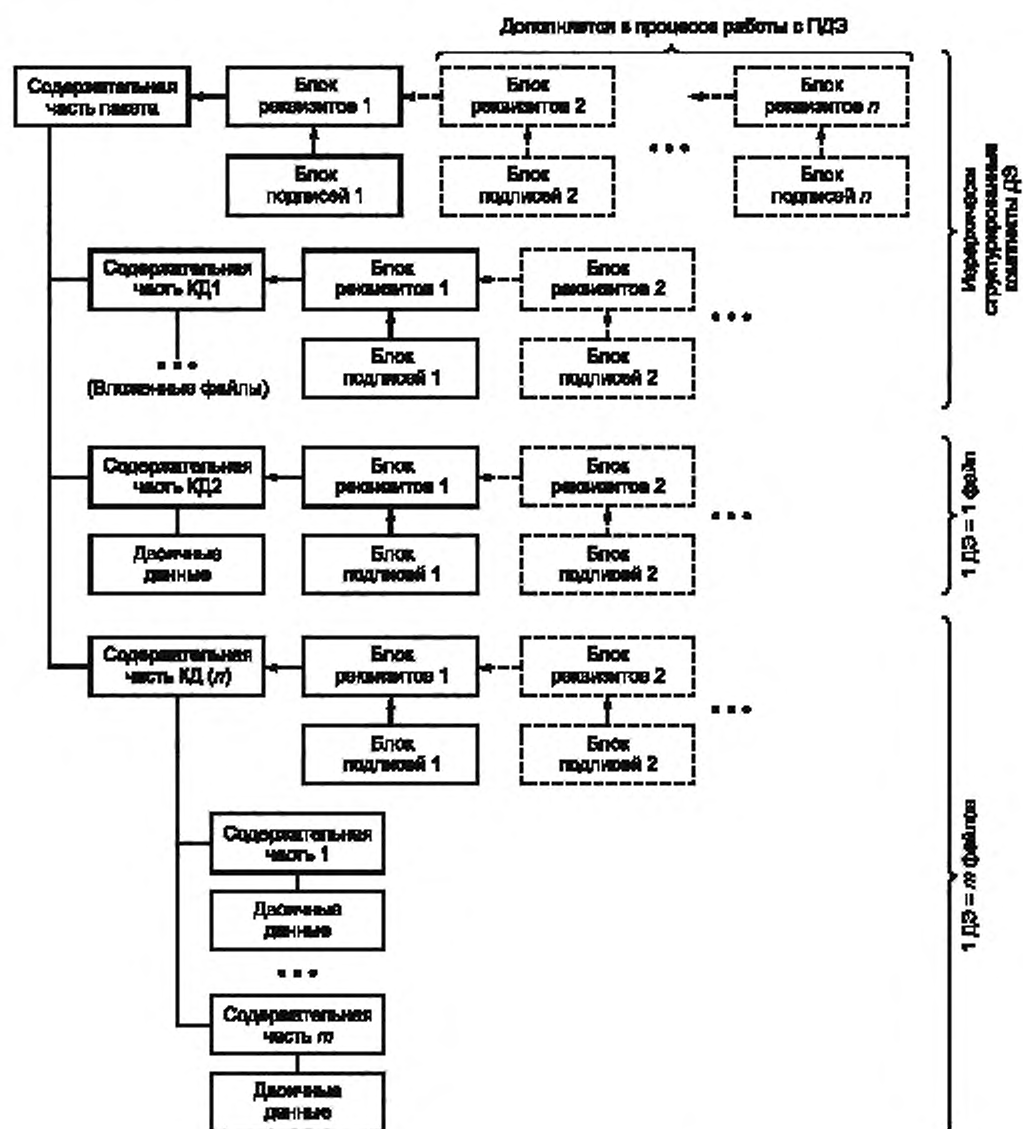 Дополняется в процессе работы с ПДЭ
Содержательная
часть пакета
Блок
реквизитов 1
Блок
реквизитов 2
Блок
реквизитов n
Блок
подписей 1
Блок
подписей 2
Блок
подписей n
Иерархически
структурированные
комплекты ДЭ
Содержательная
часть КД1
Блок
реквизитов 1
Блок
реквизитов 2
(Вложенные файлы)
Блок
подписей 1
Блок
подписей 2
Содержательная
часть КД2
Блок
реквизитов 1
Блок
реквизитов 2
Двоичные
данные
Блок
подписей 1
Блок
подписей 2
1 ДЭ = 1 файл
Содержательная
часть КД (n)
Блок
реквизитов 1
Блок
реквизитов 2
Блок
подписей 1
Блок
подписей 2
Содержательная
часть 1
Двоичные
данные
Содержательная
часть m
Двоичные
данные
1 ДЭ = m файлов